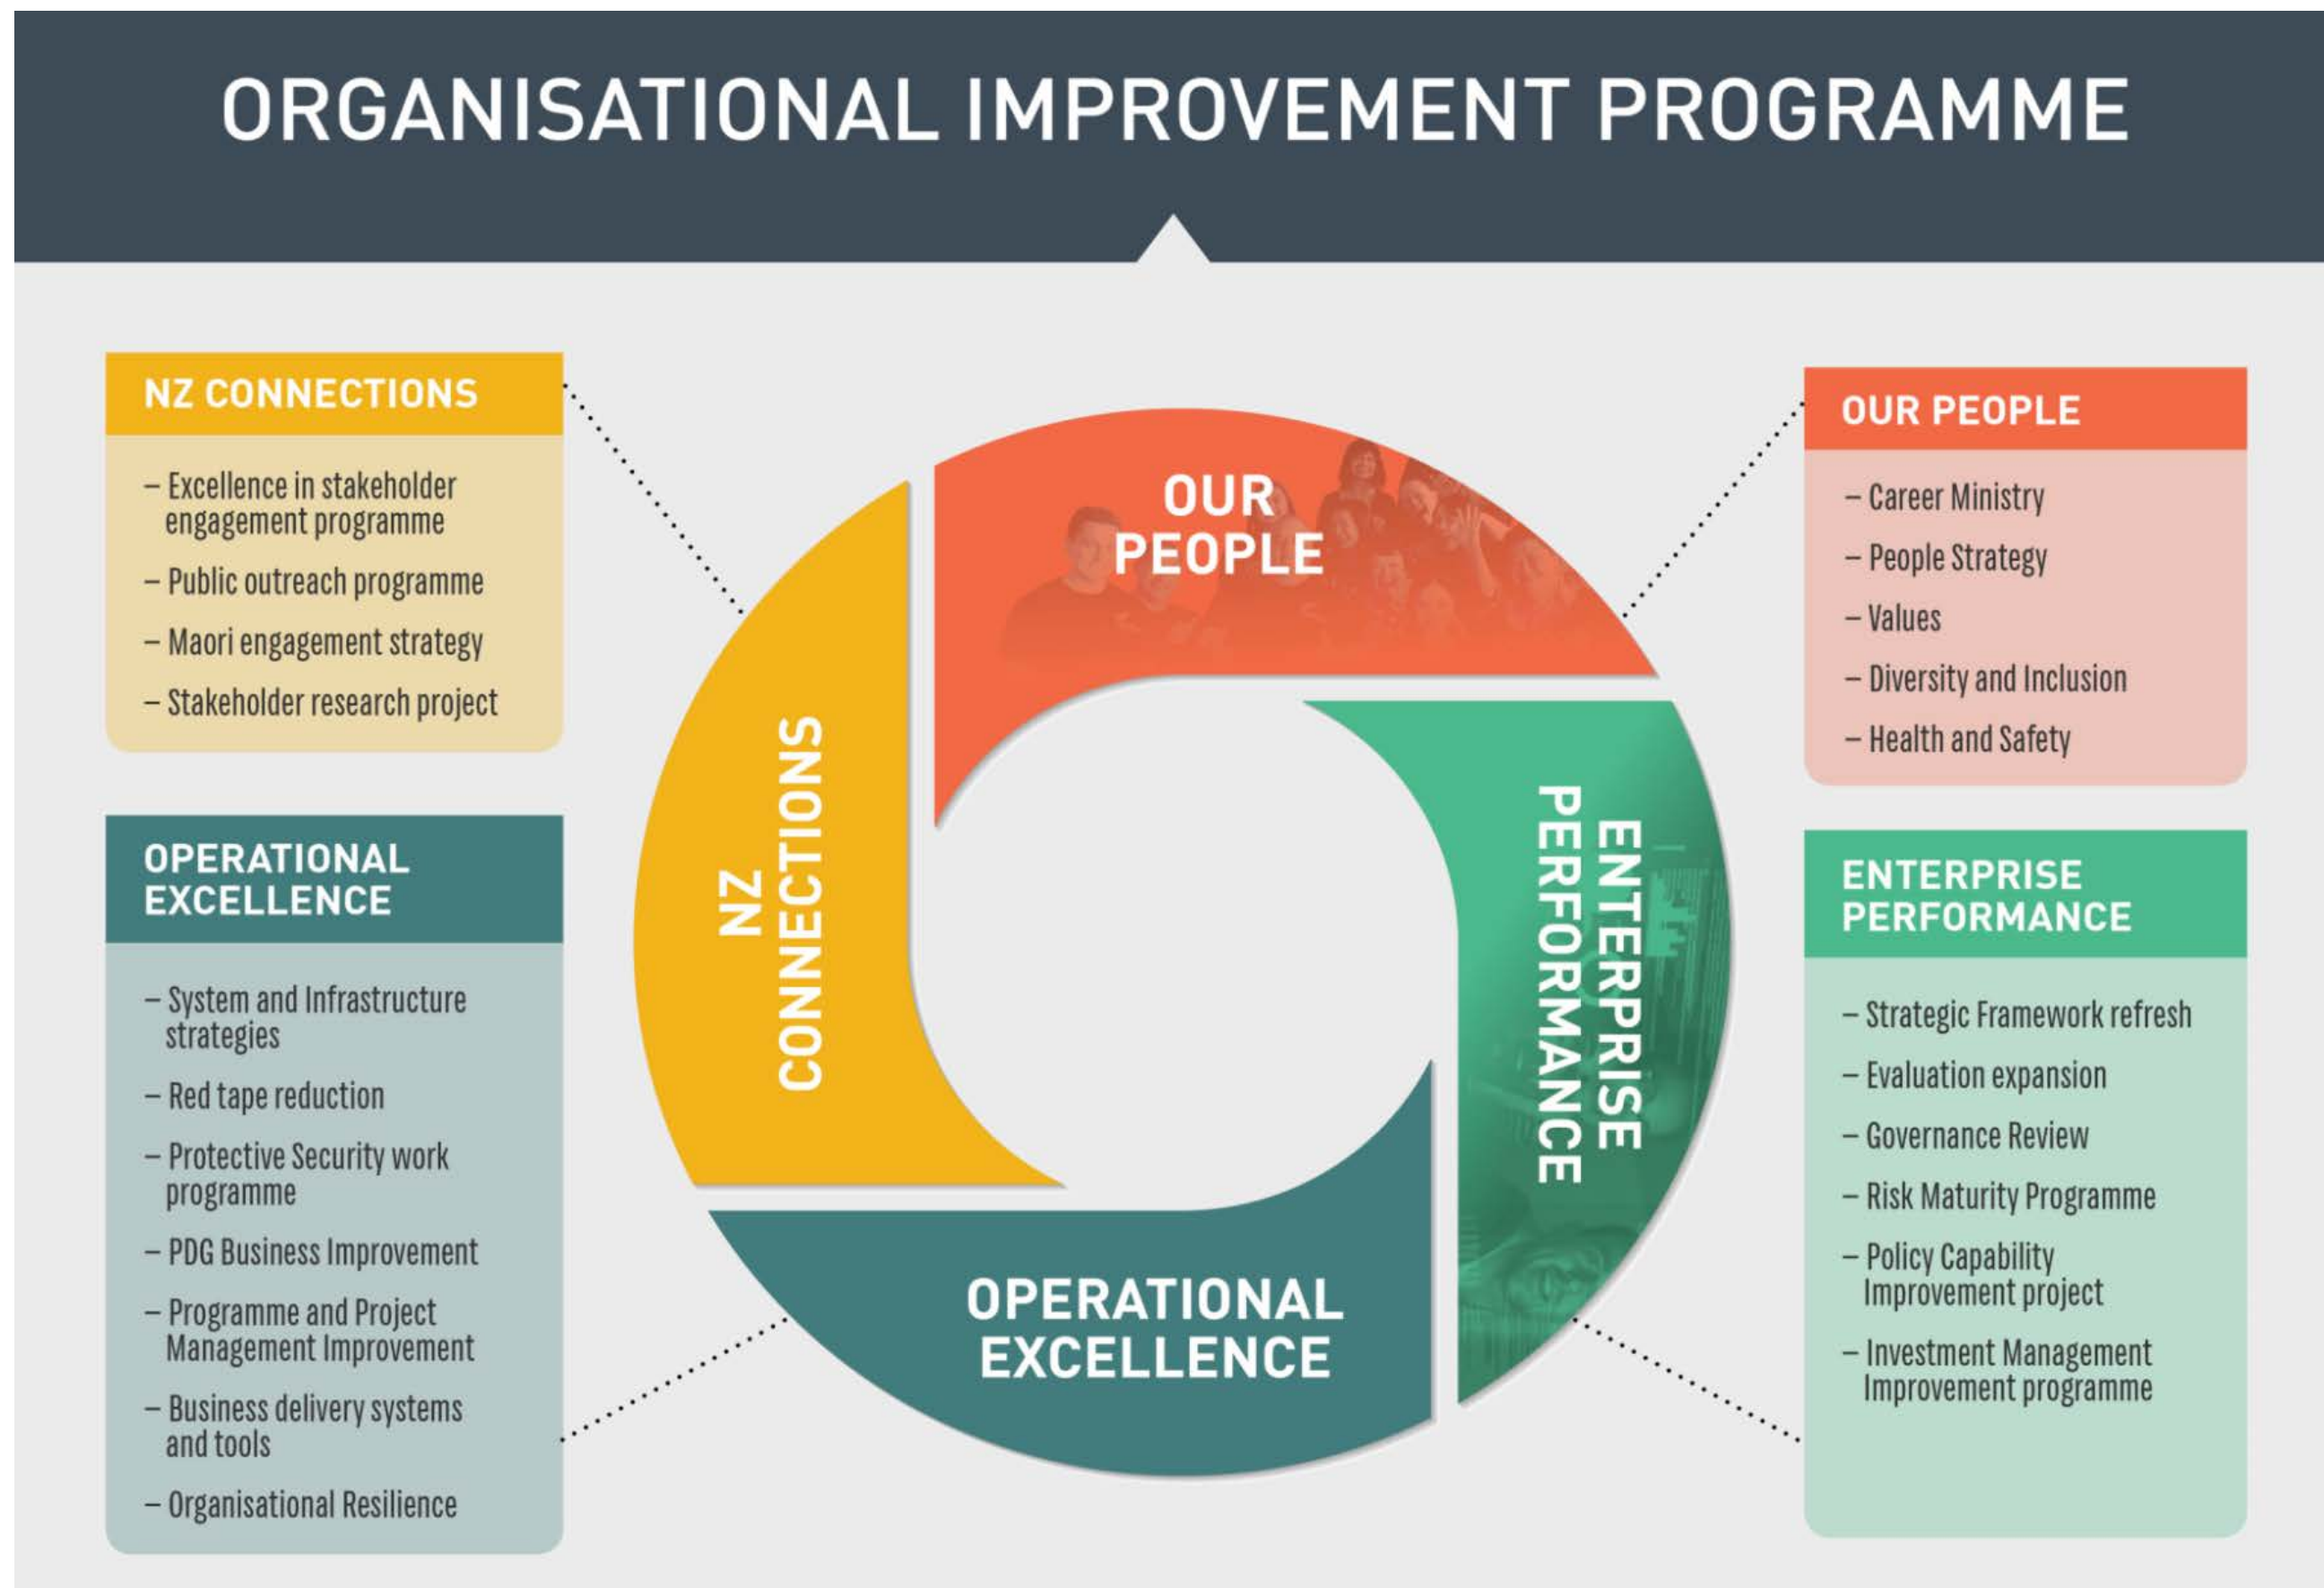 ORGANISATIONAL IMPROVEMENT PROGRAMME
NZ CONNECTIONS
– Excellence in stakeholder
engagement programme
– Public outreach programme
– Maori engagement strategy
– Stakeholder research project
OPERATIONAL
EXCELLENCE
– System and Infrastructure
strategies
– Red tape reduction
– Protective Security work
programme
– PDG Business Improvement
– Programme and Project
Management Improvement
– Business delivery systems
and tools
– Organisational Resilience
OUR
PEOPLE
NZ
CONNECTIONS
ENTERPRISE
PERFORMANCE
OPERATIONAL
EXCELLENCE
OUR PEOPLE
– Career Ministry
– People Strategy
– Values
– Diversity and Inclusion
– Health and Safety
ENTERPRISE
PERFORMANCE
– Strategic Framework refresh
– Evaluation expansion
– Governance Review
– Risk Maturity Programme
– Policy Capability
Improvement project
– Investment Management
Improvement programme